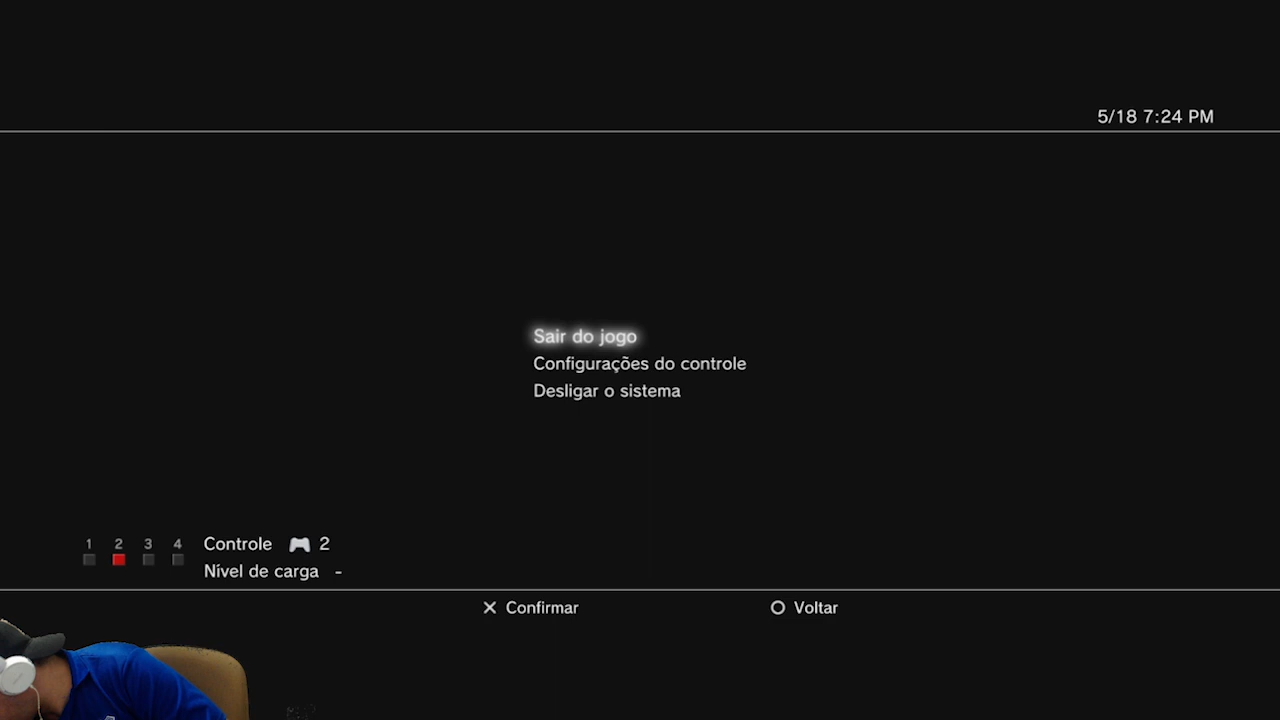 5/18 7:24 PM
Sair do jogo
Configurações do controle
Desligar o sistema
1 2 3 4 Controle 2
Nível de carga -
Confirmar Voltar